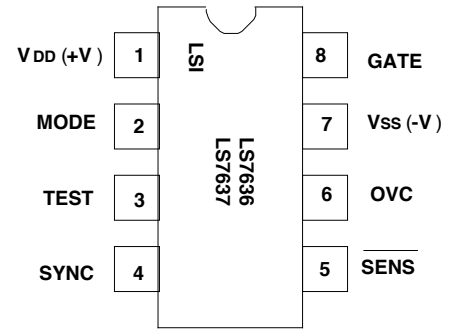 VDD (+V )
1
LSI
8
GATE
MODE
2
7
VSS (-V )
LS7636
LS7637
TEST
3
6
OVC
SYNC
4
5
SENS